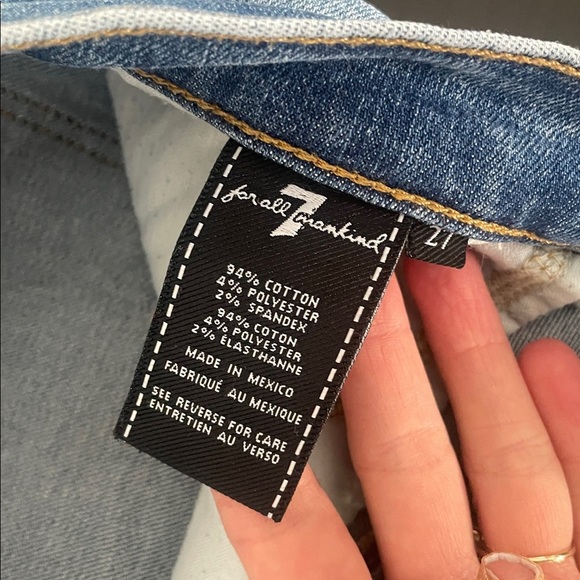 7
for all mankind
27
94% COTTON
4% POLYESTER
2% SPANDEX
94% COTON
4% POLYESTER
2% ÉLASTHANNE
MADE IN MEXICO
FABRIQUÉ AU MEXIQUE
SEE REVERSE FOR CARE
ENTRETIEN AU VERSO